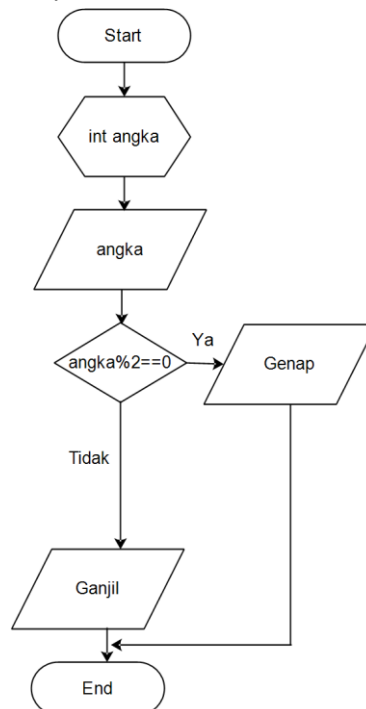 Start
int angka
angka
angka%2==0
Ya
Genap
Tidak
Ganjil
End